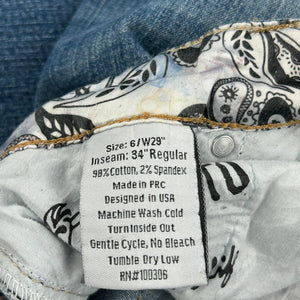 Size: 6/W29"
Inseam: 34" Regular
98%Cotton, 2% Spandex
Made in PRC
Designed in USA
Machine Wash Cold
Turn Inside Out
Gentle Cycle, No Bleach
Tumble Dry Low
RN#100306